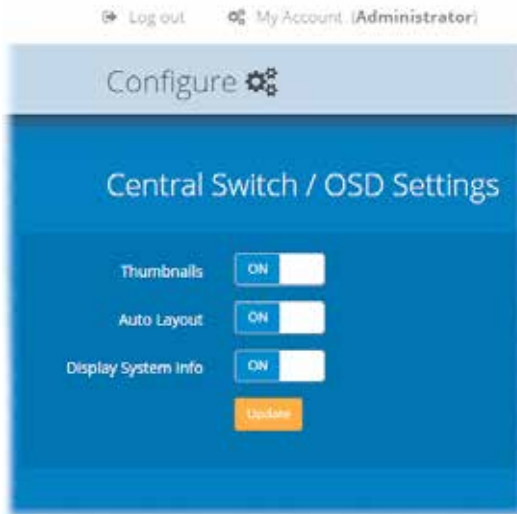 Log out My Account (Administrator)
Configure
Central Switch / OSD Settings
Thumbnails ON
Auto Layout ON
Display System Info ON
Update